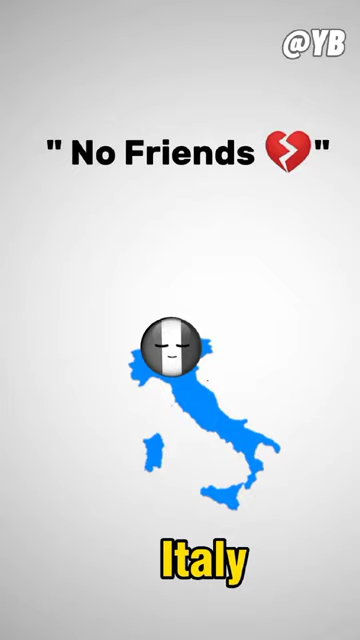 @YB
" No Friends 💔"
Italy